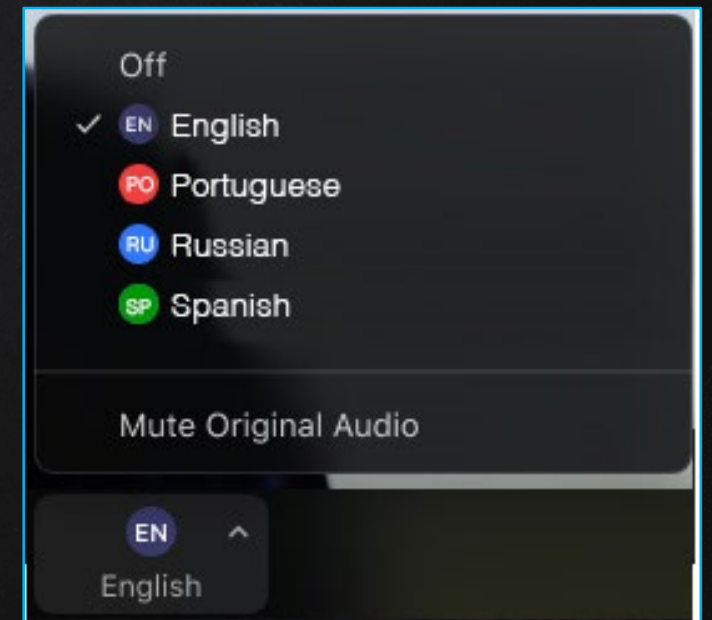 Off
EN English
PO Portuguese
RU Russian
SP Spanish
Mute Original Audio
EN
English